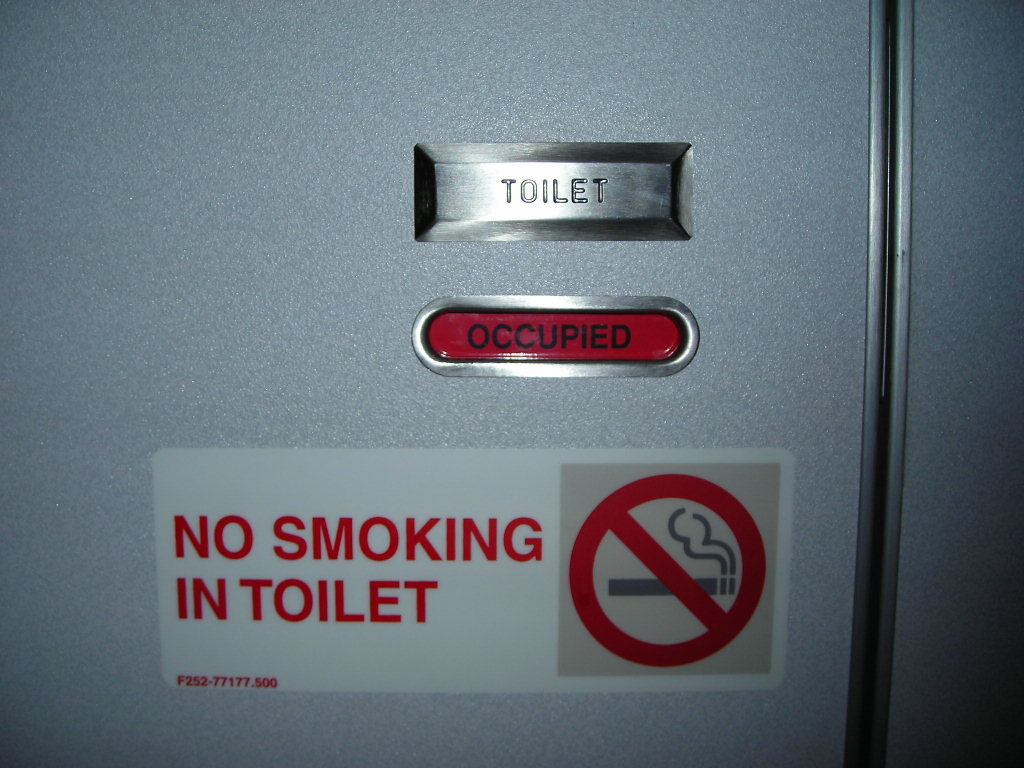 TOILET
OCCUPIED
NO SMOKING
IN TOILET
F252-77177.500